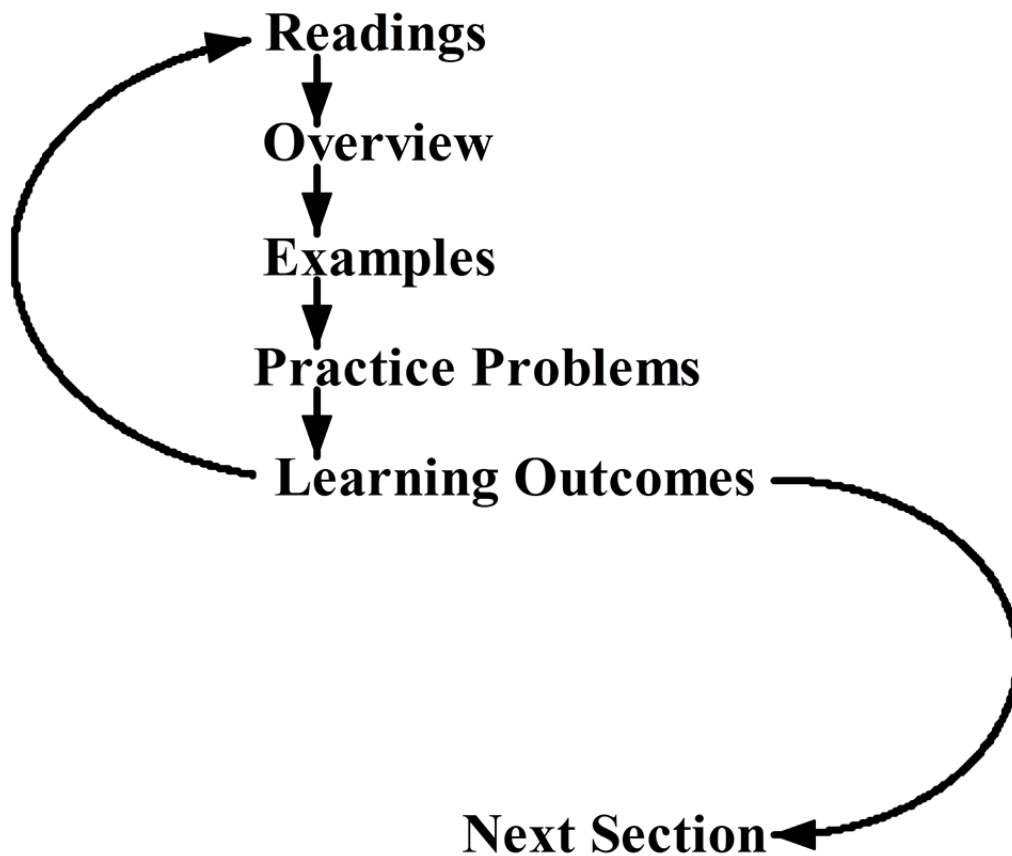 Readings
Overview
Examples
Practice Problems
Learning Outcomes
Next Section